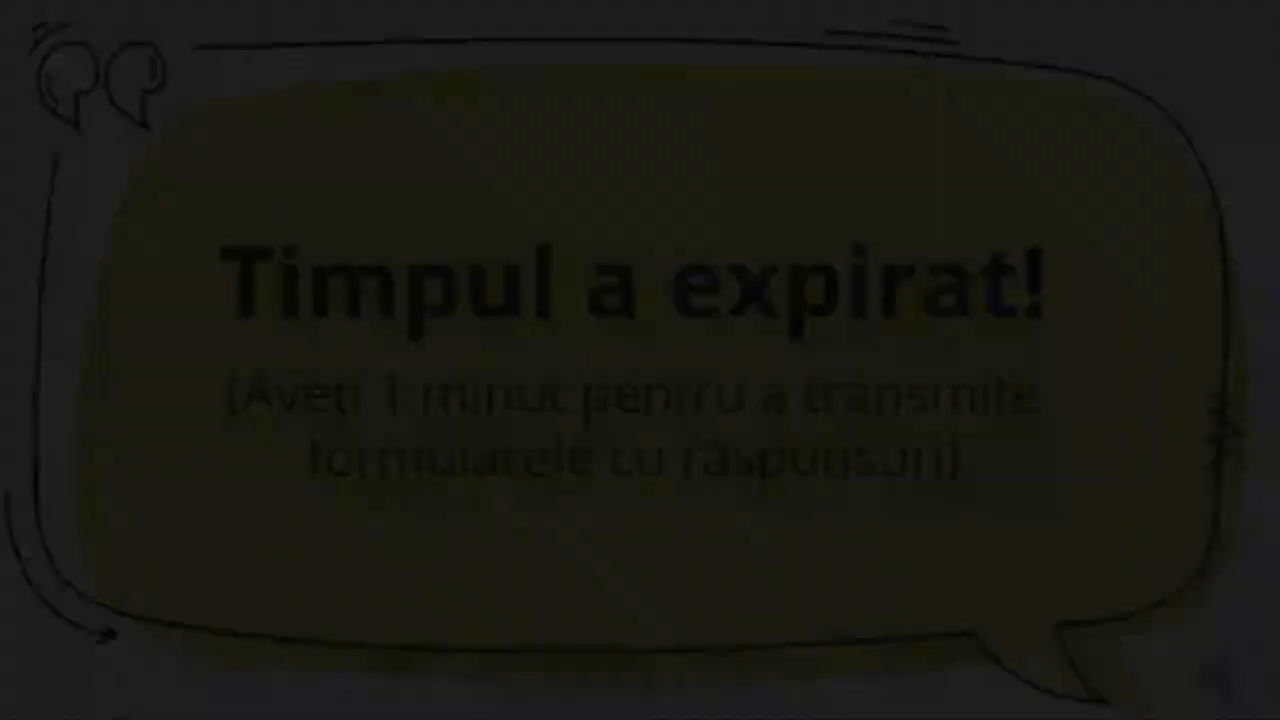 Timpul a expirat!
(Aveți 1 minut pentru a transmite
formularele cu răspunsuri)